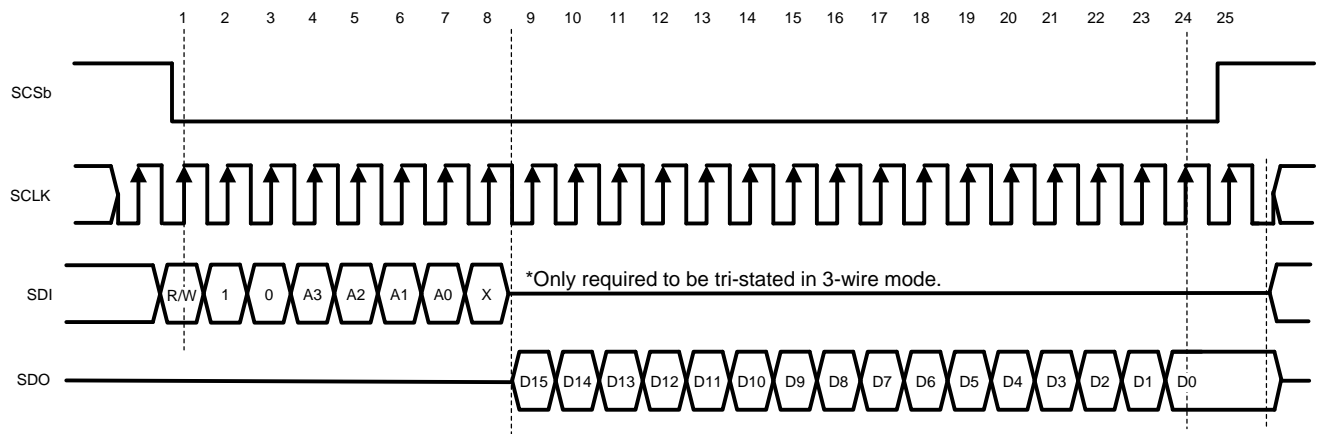 1 2 3 4 5 6 7 8 9 10 11 12 13 14 15 16 17 18 19 20 21 22 23 24 25
SCSb
SCLK
SDI R/W 1 0 A3 A2 A1 A0 X *Only required to be tri-stated in 3-wire mode.
SDO D15 D14 D13 D12 D11 D10 D9 D8 D7 D6 D5 D4 D3 D2 D1 D0